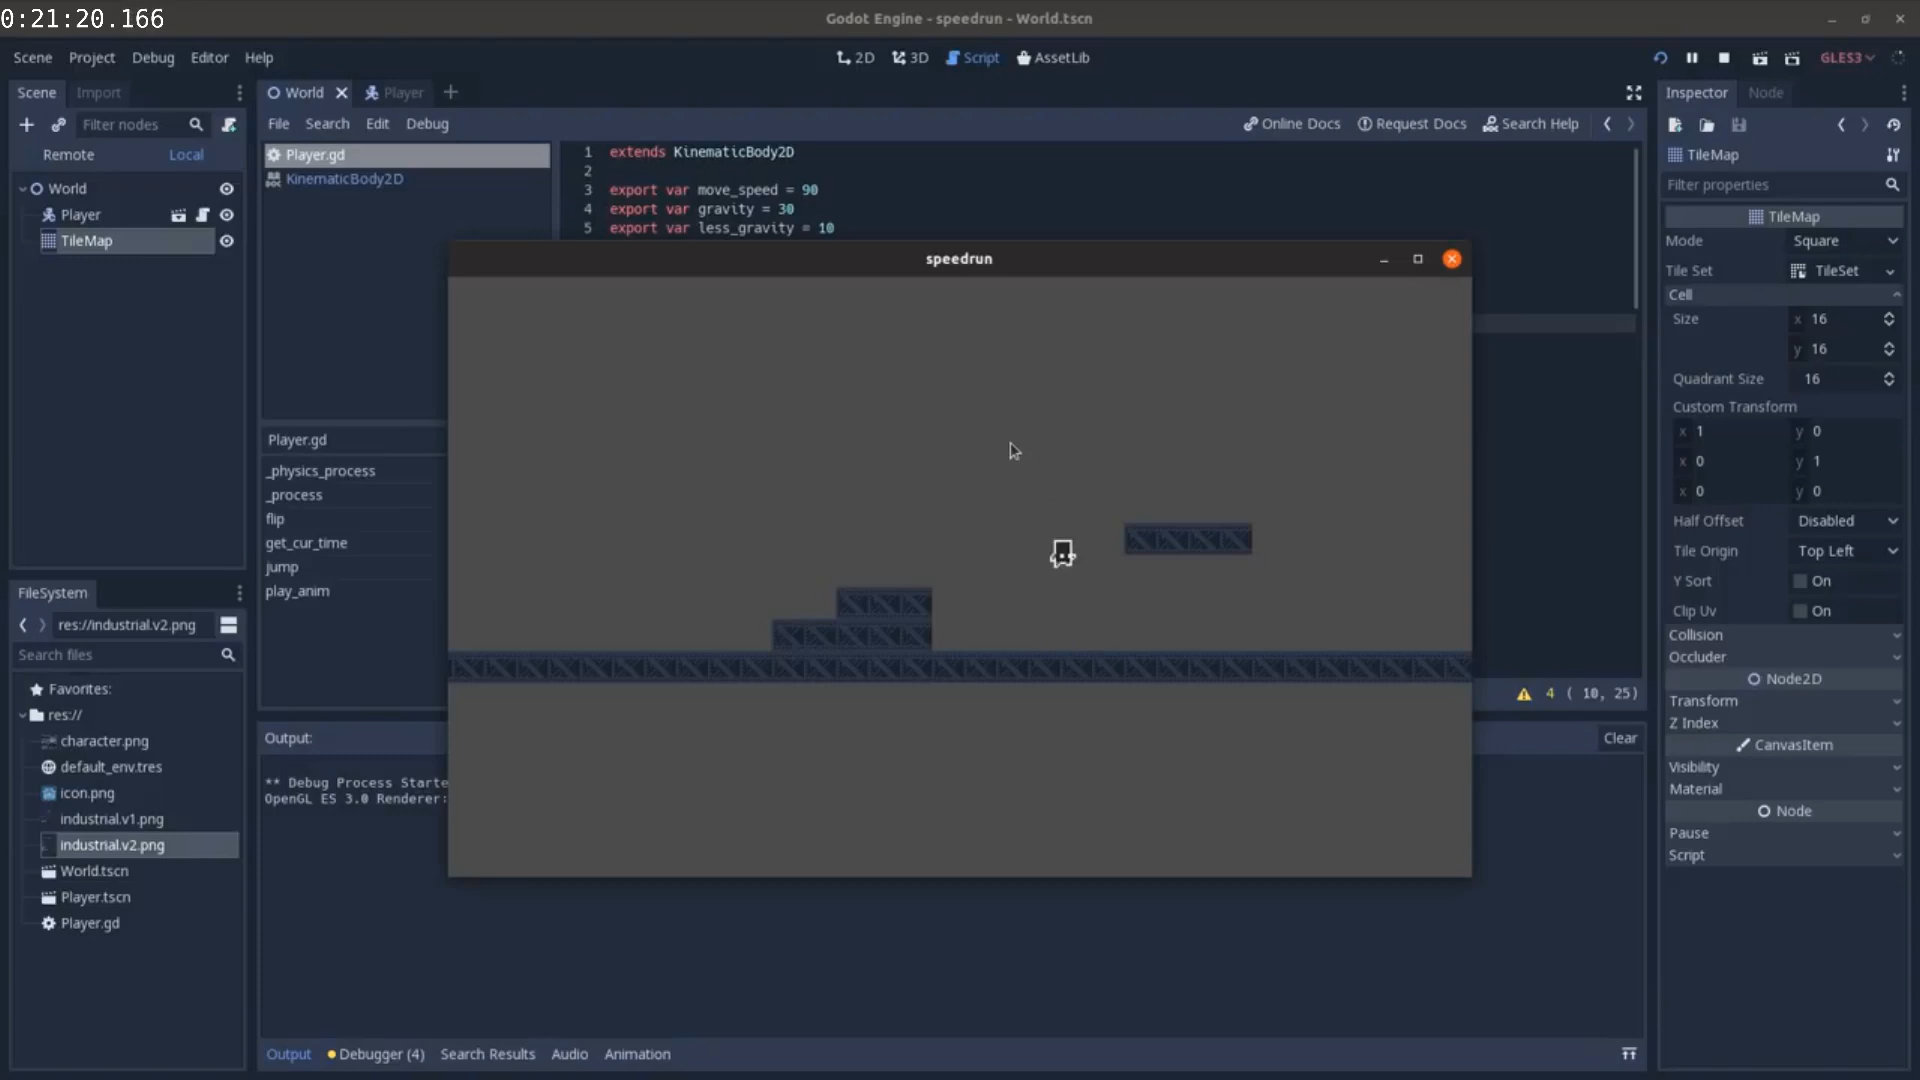 0:21:20.166
Godot Engine - speedrun - World.tscn
Scene Project Debug Editor Help
2D 3D Script AssetLib
GLES3
Scene Import
Filter nodes
Remote Local
World
Player
TileMap
World Player
File Search Edit Debug
Online Docs Request Docs Search Help
Player.gd
KinematicBody2D
1 extends KinematicBody2D
2
3 export var move_speed = 90
4 export var gravity = 30
5 export var less_gravity = 10
speedrun
Player.gd
_physics_process
_process
flip
get_cur_time
jump
play_anim
4 ( 10, 25)
Output:
Clear
** Debug Process Starte
OpenGL ES 3.0 Renderer:
Output Debugger (4) Search Results Audio Animation
FileSystem
res://industrial.v2.png
Search files
Favorites:
res://
character.png
default_env.tres
icon.png
industrial.v1.png
industrial.v2.png
World.tscn
Player.tscn
Player.gd
Inspector Node
TileMap
Filter properties
TileMap
Mode Square
Tile Set TileSet
Cell
Size x 16
y 16
Quadrant Size 16
Custom Transform
x 1 y 0
x 0 y 1
x 0 y 0
Half Offset Disabled
Tile Origin Top Left
Y Sort On
Clip Uv On
Collision
Occluder
Node2D
Transform
Z Index
CanvasItem
Visibility
Material
Node
Pause
Script